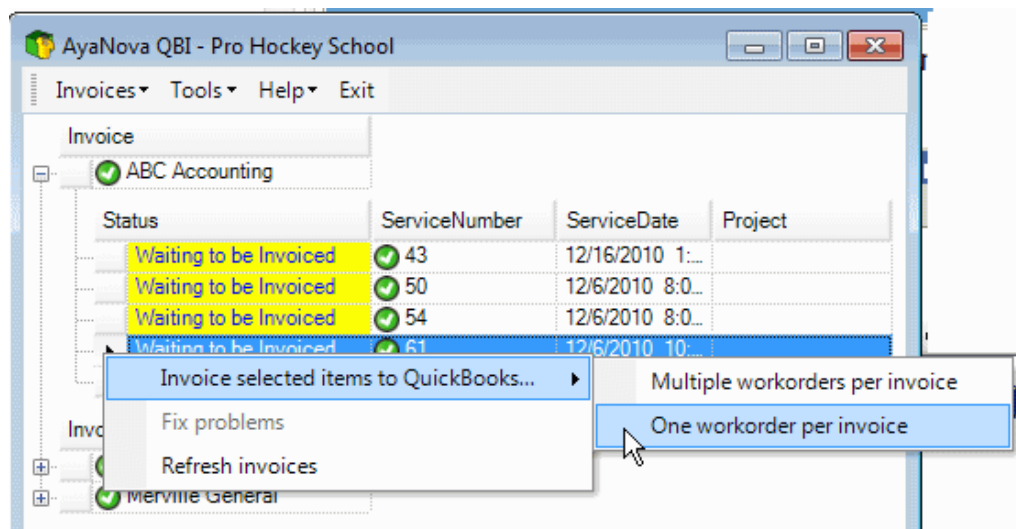 AyaNova QBI - Pro Hockey School
Invoices Tools Help Exit
Invoice
ABC Accounting
Status ServiceNumber ServiceDate Project
Waiting to be Invoiced 43 12/16/2010 1:...
Waiting to be Invoiced 50 12/6/2010 8:0...
Waiting to be Invoiced 54 12/6/2010 8:0...
Waiting to be Invoiced 61 12/6/2010 10:...
Invoice selected items to QuickBooks... Multiple workorders per invoice
Fix problems One workorder per invoice
Refresh invoices
Merville General